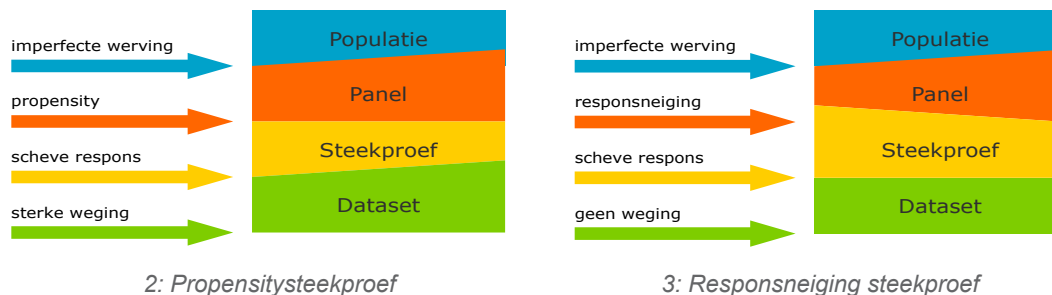 imperfecte werving
propensity
scheve respons
sterke weging
Populatie
Panel
Steekproef
Dataset
2: Propensitysteekproef
imperfecte werving
responsneiging
scheve respons
geen weging
Populatie
Panel
Steekproef
Dataset
3: Responsneiging steekproef